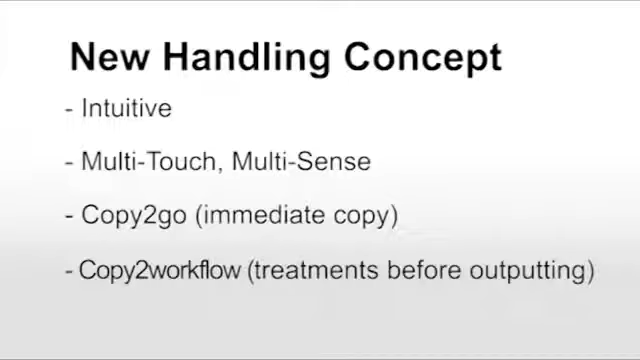 New Handling Concept
- Intuitive
- Multi-Touch, Multi-Sense
- Copy2go (immediate copy)
- Copy2workflow (treatments before outputting)